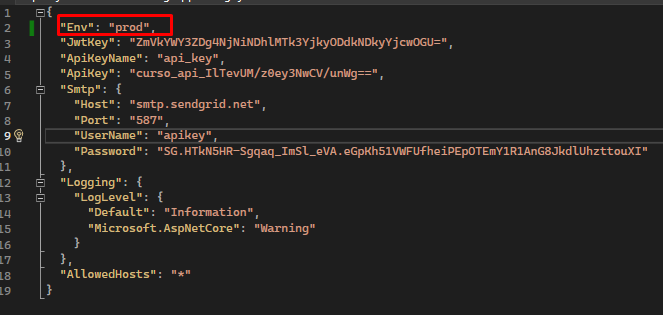 1 {
2 "Env": "prod",
3 "JwtKey": "ZmVkYWY3ZDg4NjNiNDhlMTk3YjkyODdkNDkyYjcwOGU=",
4 "ApiKeyName": "api_key",
5 "ApiKey": "curso_api_IlTevUM/z0ey3NwCV/unWg==",
6 "Smtp": {
7 "Host": "smtp.sendgrid.net",
8 "Port": "587",
9 "UserName": "apikey",
10 "Password": "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"
11 },
12 "Logging": {
13 "LogLevel": {
14 "Default": "Information",
15 "Microsoft.AspNetCore": "Warning"
16 }
17 },
18 "AllowedHosts": "*"
19 }